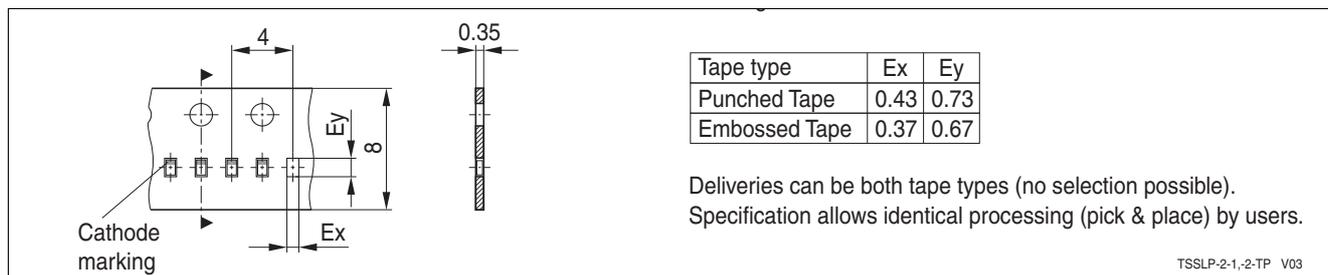 4
0.35
Ey
8
Ex
Cathode
marking
Tape type Ex Ey
Punched Tape 0.43 0.73
Embossed Tape 0.37 0.67
Deliveries can be both tape types (no selection possible).
Specification allows identical processing (pick & place) by users.
TSSLP-2-1,-2-TP V03